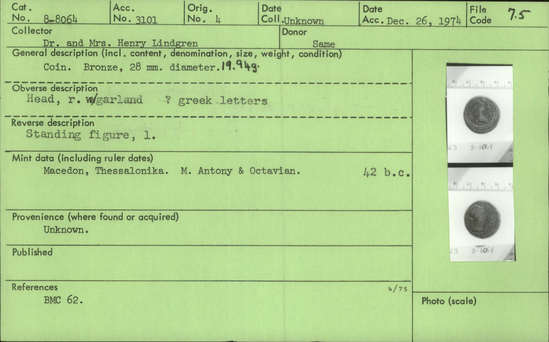 Cat. No. 8-8064 Acc. No. 3101 Orig. No. 4 Date Coll. Unknown Date Acc. Dec. 26, 1974 File Code 7.5
Collector Donor
Dr. and Mrs. Henry Lindgren Same
General description (incl. content, denomination, size, weight, condition)
Coin. Bronze, 28 mm. diameter. 19.94g.
Obverse description
Head, r. w/garland ? greek letters
Reverse description
Standing figure, l.
Mint data (including ruler dates)
Macedon, Thessalonika. M. Antony & Octavian. 42 b.c.
Provenience (where found or acquired)
Unknown.
Published
References 4/75
BMC 62.
Photo (scale)